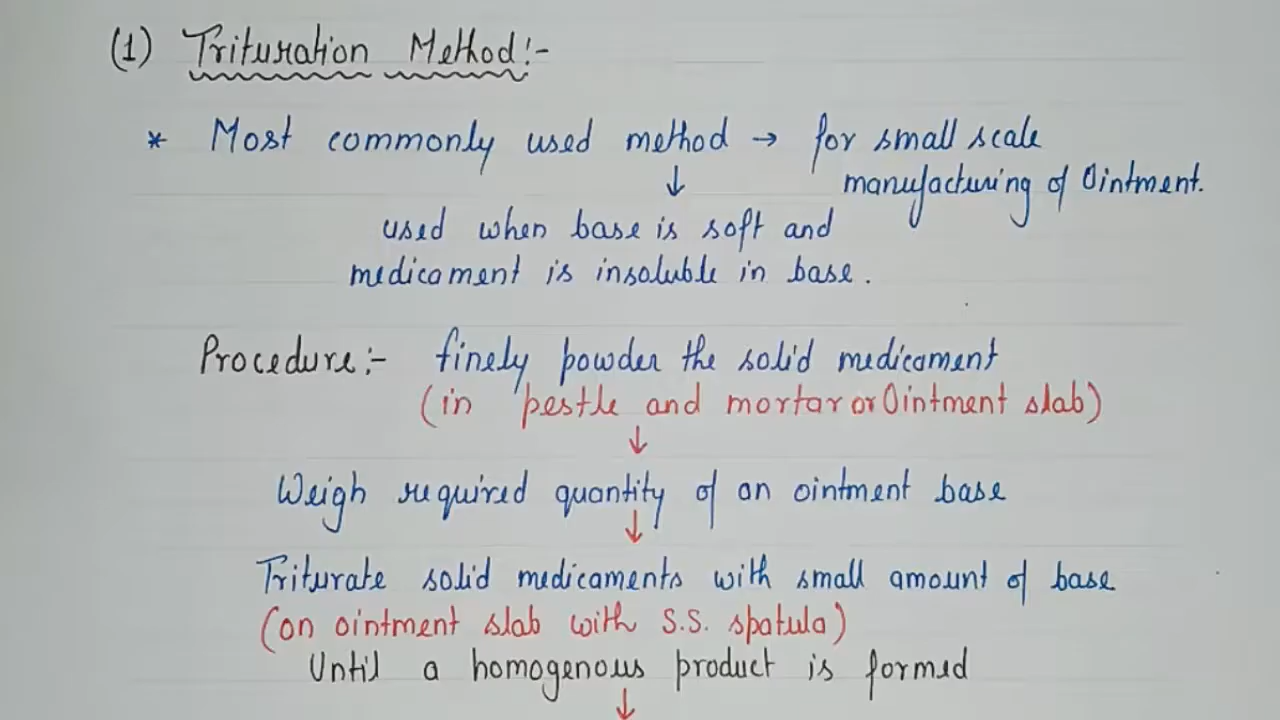 (1) Trituration Method:-
* Most commonly used method → for small scale
↓ manufacturing of Ointment.
used when base is soft and
medicament is insoluble in base.
Procedure:- finely powder the solid medicament
(in pestle and mortar or Ointment slab)
↓
Weigh required quantity of an ointment base
↓
Triturate solid medicaments with small amount of base
(on ointment slab with S.S. spatula)
Until a homogenous product is formed
↓